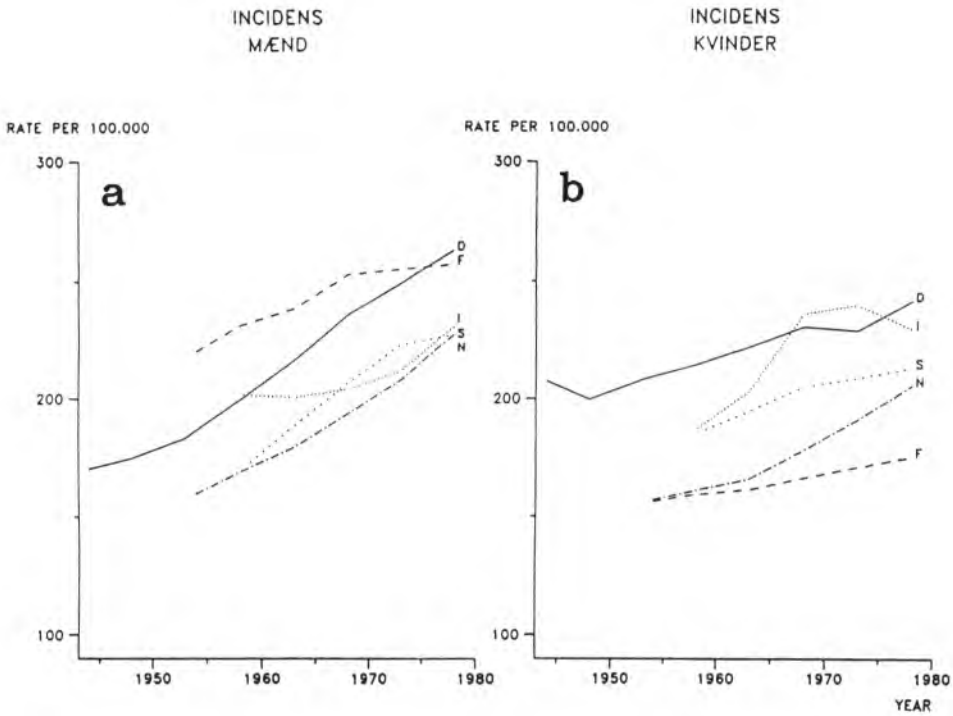 INCIDENS
MÆND
RATE PER 100.000
300
a
D
F
I
S
N
200
100
1950
1960
1970
1980
INCIDENS
KVINDER
RATE PER 100.000
300
b
D
I
S
N
F
200
100
1950
1960
1970
1980
YEAR